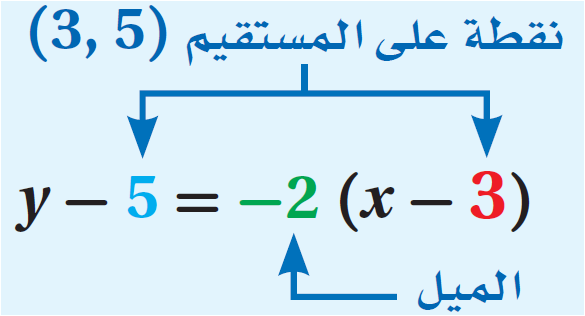 نقطة على المستقيم (3, 5)
y − 5 = −2 (x − 3)
الميل